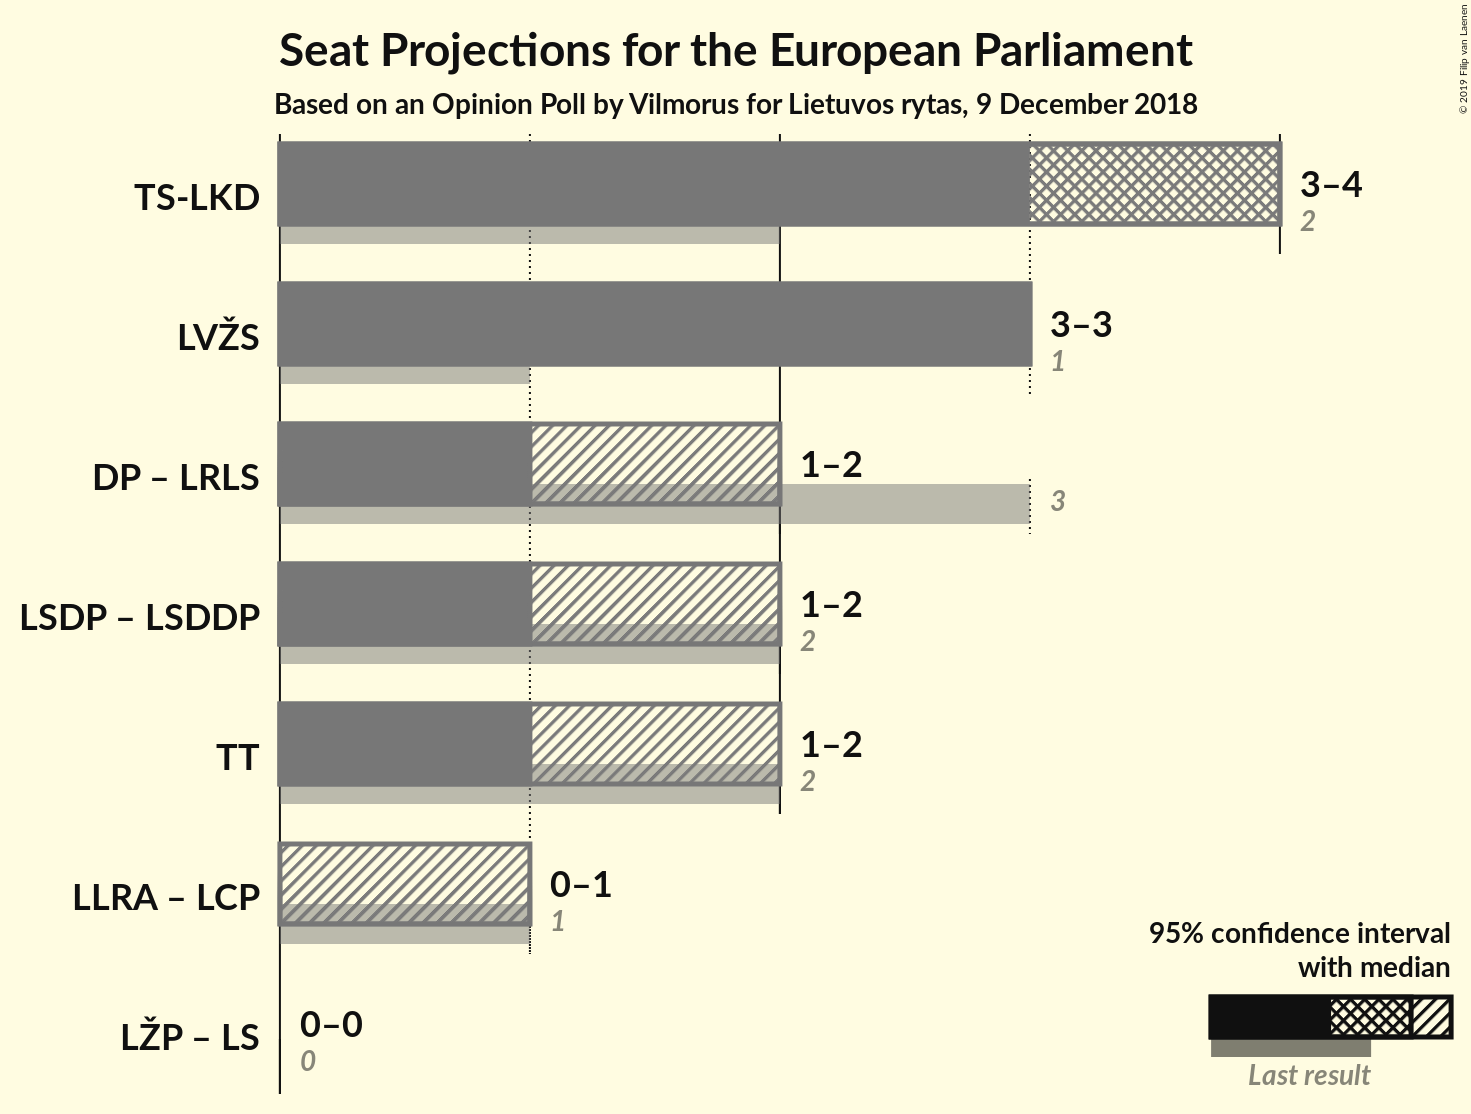 Seat Projections for the European Parliament
Based on an Opinion Poll by Vilmorus for Lietuvos rytas, 9 December 2018
© 2019 Filip van Laenen
TS-LKD
3–4
2
LVŽS
3–3
1
DP – LRLS
1–2
3
LSDP – LSDDP
1–2
2
TT
1–2
2
LLRA – LCP
0–1
1
LŽP – LS
0–0
0
95% confidence interval
with median
Last result